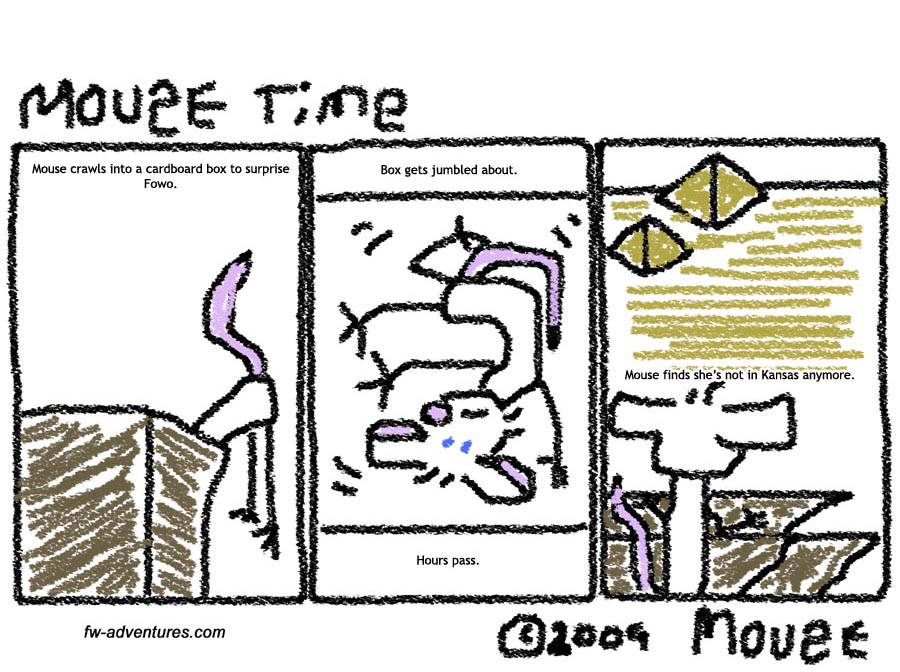 MOUSE TIME
Mouse crawls into a cardboard box to surprise
Fowo.
Box gets jumbled about.
Hours pass.
Mouse finds she's not in Kansas anymore.
fw-adventures.com
©2009 MOUSE